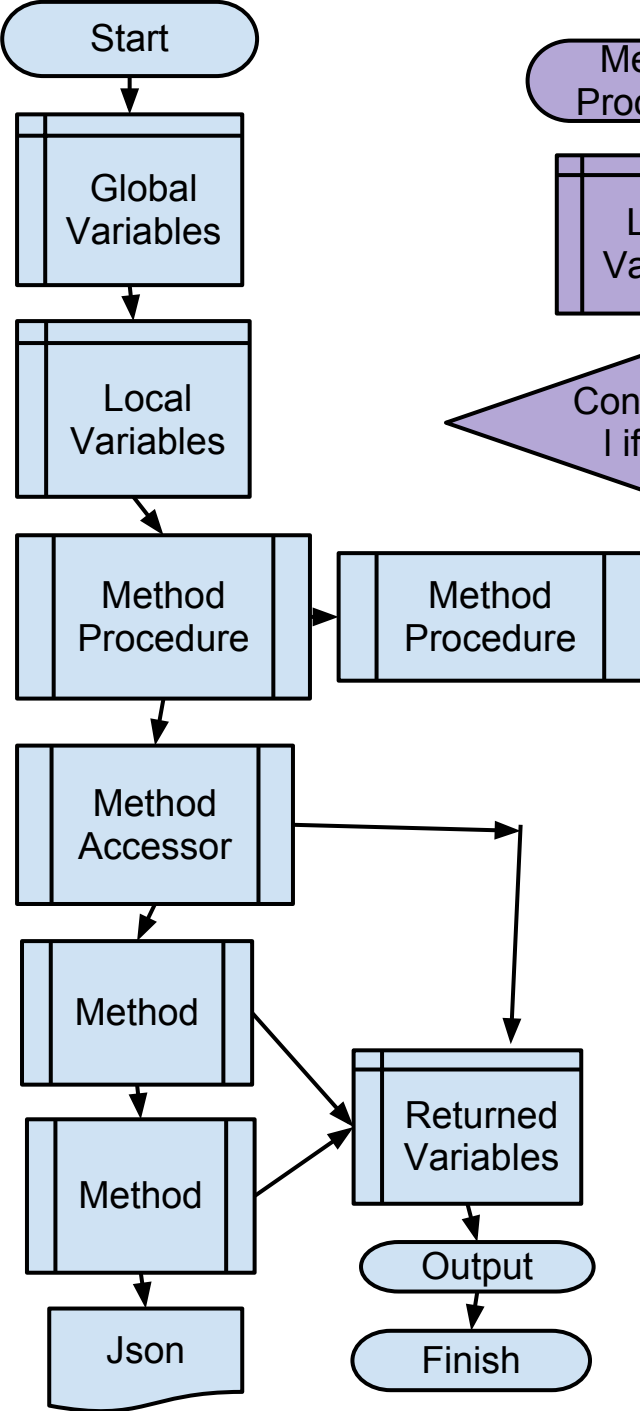 Start
Global
Variables
Local
Variables
Method
Procedure
Method
Procedure
Method
Accessor
Method
Method
Json
Returned
Variables
Output
Finish